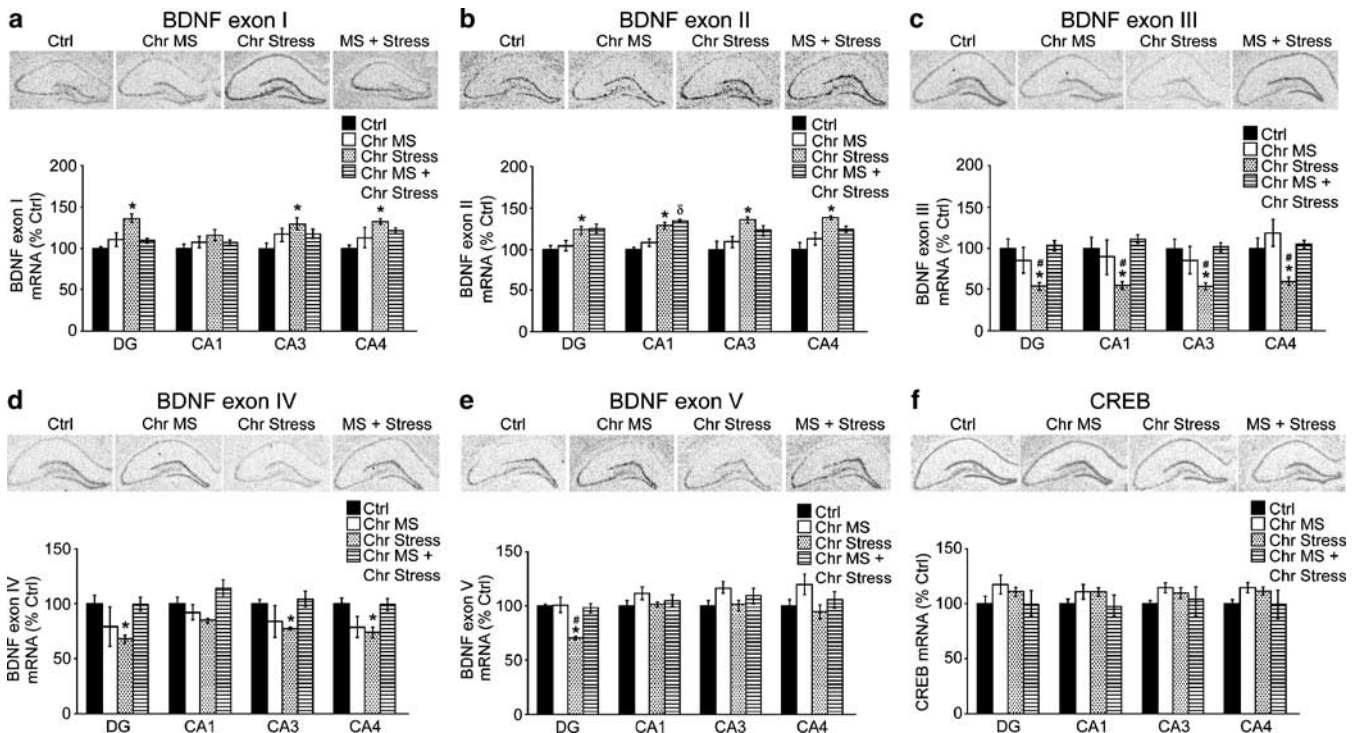 a BDNF exon I
Ctrl Chr MS Chr Stress MS + Stress
Ctrl
Chr MS
Chr Stress
Chr MS +
Chr Stress
BDNF exon I
mRNA (% Ctrl)
200
150
100
50
0
* * *
DG CA1 CA3 CA4
b BDNF exon II
Ctrl Chr MS Chr Stress MS + Stress
Ctrl
Chr MS
Chr Stress
Chr MS +
Chr Stress
BDNF exon II
mRNA (% Ctrl)
200
150
100
50
0
* * δ * *
DG CA1 CA3 CA4
c BDNF exon III
Ctrl Chr MS Chr Stress MS + Stress
Ctrl
Chr MS
Chr Stress
Chr MS +
Chr Stress
BDNF exon III
mRNA (% Ctrl)
200
150
100
50
0
# # # #
* * * *
DG CA1 CA3 CA4
d BDNF exon IV
Ctrl Chr MS Chr Stress MS + Stress
Ctrl
Chr MS
Chr Stress
Chr MS +
Chr Stress
BDNF exon IV
mRNA (% Ctrl)
150
100
50
0
* * *
DG CA1 CA3 CA4
e BDNF exon V
Ctrl Chr MS Chr Stress MS + Stress
Ctrl
Chr MS
Chr Stress
Chr MS +
Chr Stress
BDNF exon V
mRNA (% Ctrl)
150
100
50
0
#
*
DG CA1 CA3 CA4
f CREB
Ctrl Chr MS Chr Stress MS + Stress
Ctrl
Chr MS
Chr Stress
Chr MS +
Chr Stress
CREB mRNA (% Ctrl)
150
100
50
0
DG CA1 CA3 CA4